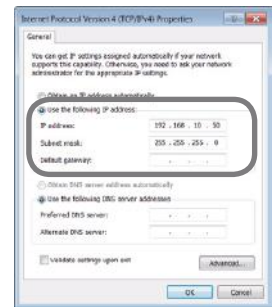 Internet Protocol Version 4 (TCP/IPv4) Properties
General
You can get IP settings assigned automatically if your network
supports this capability. Otherwise, you need to ask your network
administrator for the appropriate IP settings.
Obtain an IP address automatically
Use the following IP address:
IP address: 192 . 168 . 10 . 50
Subnet mask: 255 . 255 . 255 . 0
Default gateway: . . .
Obtain DNS server address automatically
Use the following DNS server addresses
Preferred DNS server: . . .
Alternate DNS server: . . .
Validate settings upon exit
Advanced...
OK Cancel